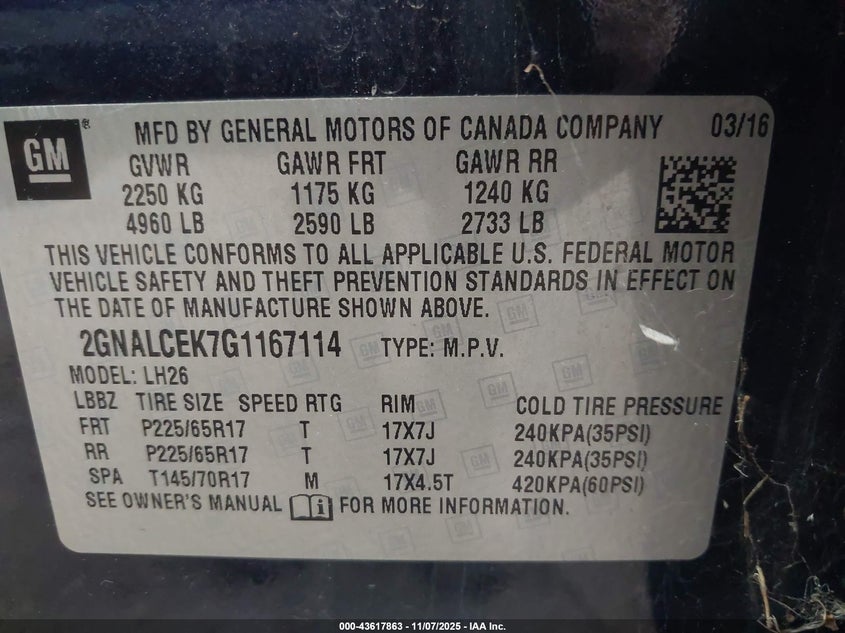 GM ®
MFD BY GENERAL MOTORS OF CANADA COMPANY 03/16
GVWR GAWR FRT GAWR RR
2250 KG 1175 KG 1240 KG
4960 LB 2590 LB 2733 LB
THIS VEHICLE CONFORMS TO ALL APPLICABLE U.S. FEDERAL MOTOR
VEHICLE SAFETY AND THEFT PREVENTION STANDARDS IN EFFECT ON
THE DATE OF MANUFACTURE SHOWN ABOVE.
2GNALCEK7G1167114 TYPE: M.P.V.
MODEL: LH26
LBBZ TIRE SIZE SPEED RTG RIM COLD TIRE PRESSURE
FRT P225/65R17 T 17X7J 240KPA(35PSI)
RR P225/65R17 T 17X7J 240KPA(35PSI)
SPA T145/70R17 M 17X4.5T 420KPA(60PSI)
SEE OWNER'S MANUAL i FOR MORE INFORMATION.
000-43617863 - 11/07/2025 - IAA Inc.